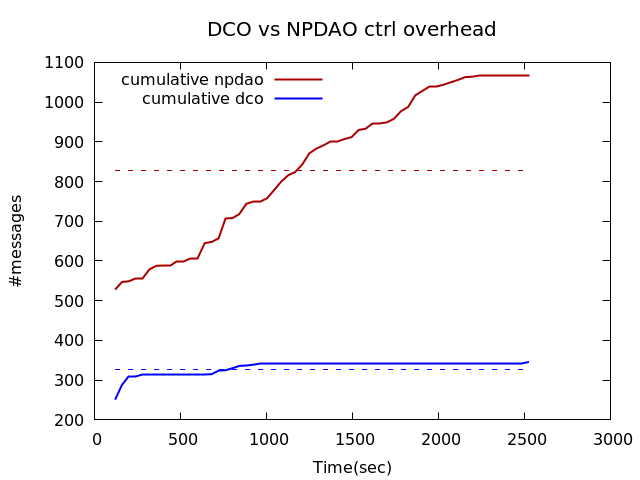 DCO vs NPDAO ctrl overhead
1100
1000
900
800
700
600
500
400
300
200
#messages
cumulative npdao
cumulative dco
0 500 1000 1500 2000 2500 3000
Time(sec)